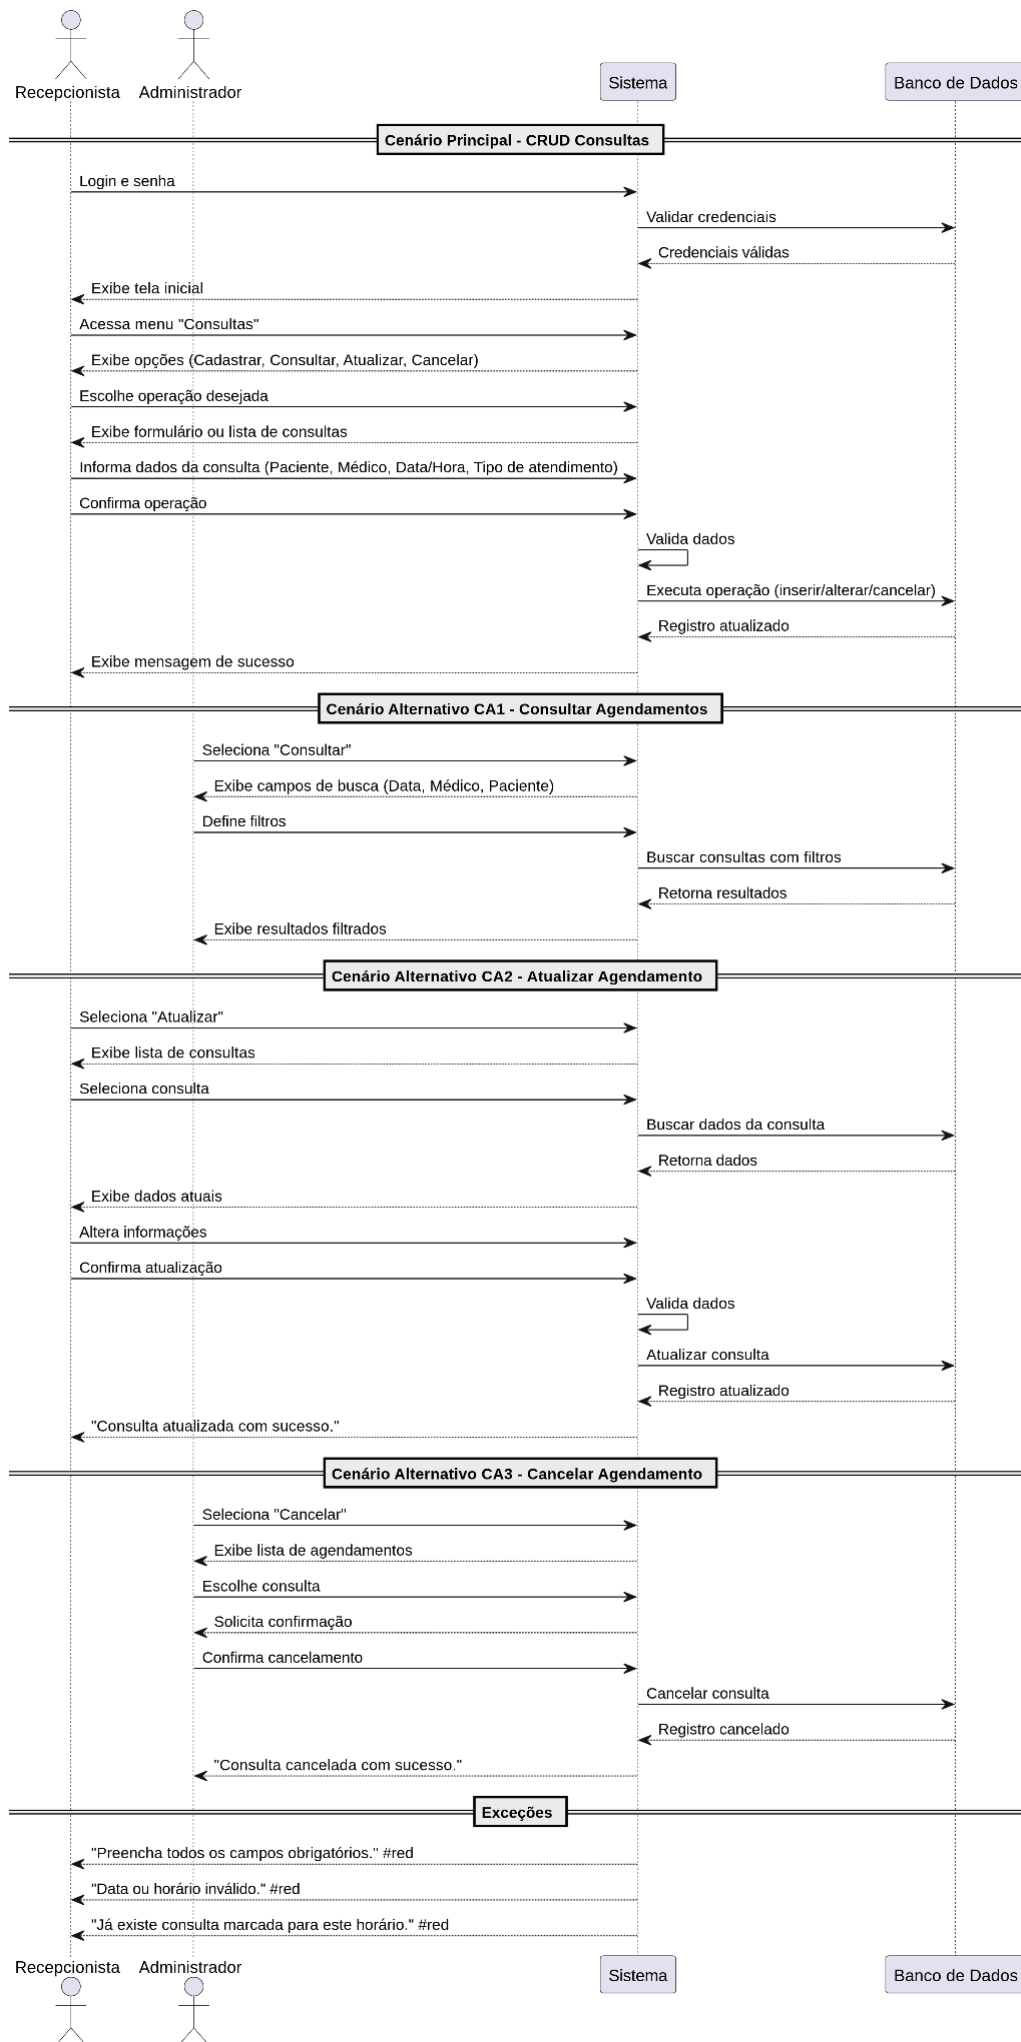 Recepcionista Administrador Sistema Banco de Dados
Cenário Principal - CRUD Consultas
Login e senha
Validar credenciais
Credenciais válidas
Exibe tela inicial
Acessa menu "Consultas"
Exibe opções (Cadastrar, Consultar, Atualizar, Cancelar)
Escolhe operação desejada
Exibe formulário ou lista de consultas
Informa dados da consulta (Paciente, Médico, Data/Hora, Tipo de atendimento)
Confirma operação
Valida dados
Executa operação (inserir/alterar/cancelar)
Registro atualizado
Exibe mensagem de sucesso
Cenário Alternativo CA1 - Consultar Agendamentos
Seleciona "Consultar"
Exibe campos de busca (Data, Médico, Paciente)
Define filtros
Buscar consultas com filtros
Retorna resultados
Exibe resultados filtrados
Cenário Alternativo CA2 - Atualizar Agendamento
Seleciona "Atualizar"
Exibe lista de consultas
Seleciona consulta
Buscar dados da consulta
Retorna dados
Exibe dados atuais
Altera informações
Confirma atualização
Valida dados
Atualizar consulta
Registro atualizado
"Consulta atualizada com sucesso."
Cenário Alternativo CA3 - Cancelar Agendamento
Seleciona "Cancelar"
Exibe lista de agendamentos
Escolhe consulta
Solicita confirmação
Confirma cancelamento
Cancelar consulta
Registro cancelado
"Consulta cancelada com sucesso."
Exceções
"Preencha todos os campos obrigatórios." #red
"Data ou horário inválido." #red
"Já existe consulta marcada para este horário." #red
Recepcionista Administrador Sistema Banco de Dados